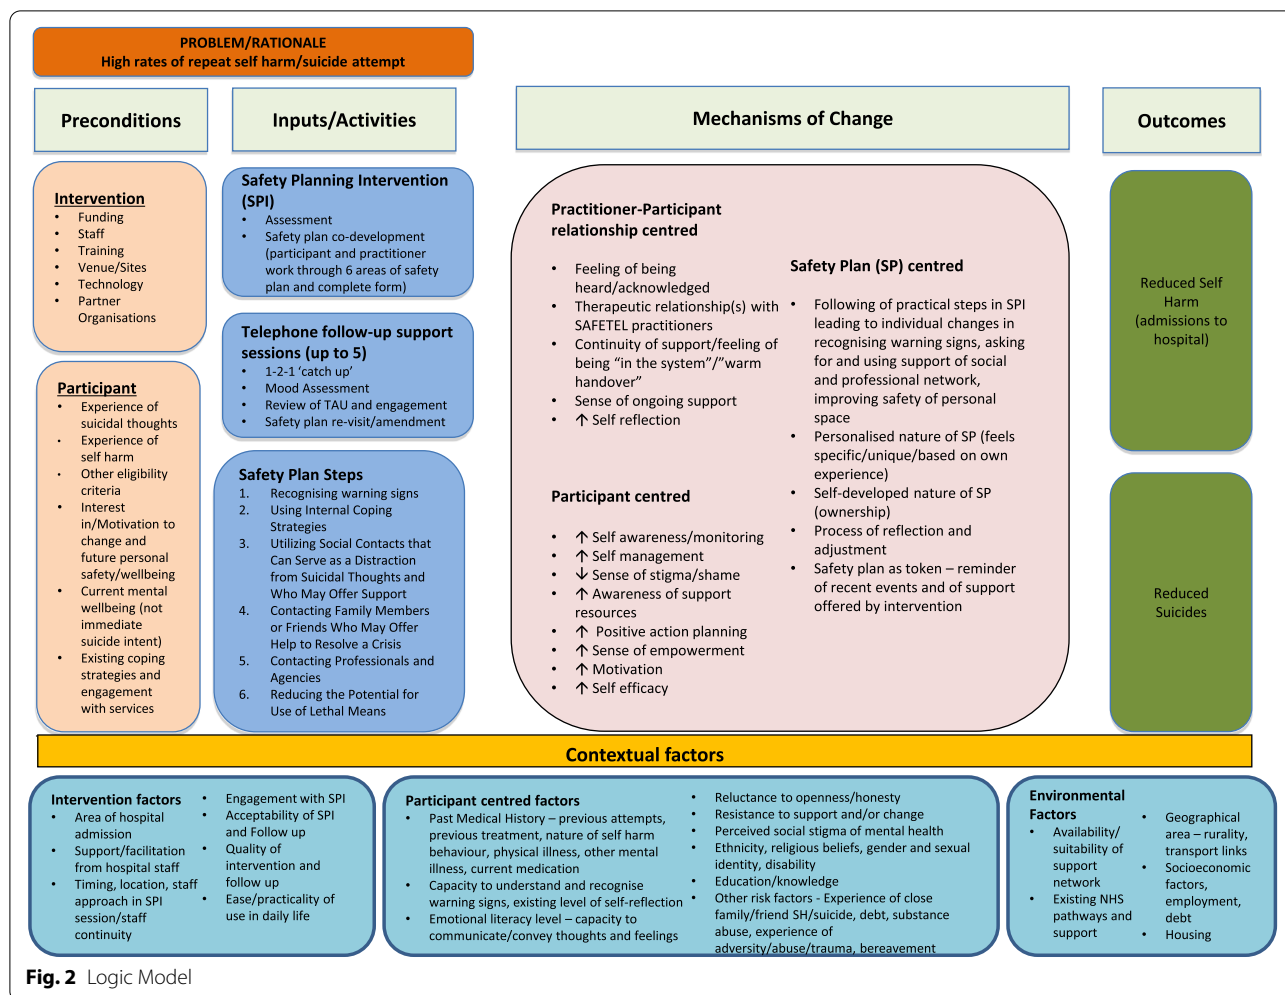 PROBLEM/RATIONALE
High rates of repeat self harm/suicide attempt
Preconditions
Inputs/Activities
Mechanisms of Change
Outcomes
Intervention
• Funding
• Staff
• Training
• Venue/Sites
• Technology
• Partner
Organisations
Participant
• Experience of
suicidal thoughts
• Experience of
self harm
• Other eligibility
criteria
• Interest
in/Motivation to
change and
future personal
safety/wellbeing
• Current mental
wellbeing (not
immediate
suicide intent)
• Existing coping
strategies and
engagement
with services
Safety Planning Intervention
(SPI)
• Assessment
• Safety plan co-development
(participant and practitioner
work through 6 areas of safety
plan and complete form)
Telephone follow-up support
sessions (up to 5)
• 1-2-1 ‘catch up’
• Mood Assessment
• Review of TAU and engagement
• Safety plan re-visit/amendment
Safety Plan Steps
1. Recognising warning signs
2. Using Internal Coping
Strategies
3. Utilizing Social Contacts that
Can Serve as a Distraction
from Suicidal Thoughts and
Who May Offer Support
4. Contacting Family Members
or Friends Who May Offer
Help to Resolve a Crisis
5. Contacting Professionals and
Agencies
6. Reducing the Potential for
Use of Lethal Means
Practitioner-Participant
relationship centred
• Feeling of being
heard/acknowledged
• Therapeutic relationship(s) with
SAFETEL practitioners
• Continuity of support/feeling of
being “in the system”/”warm
handover”
• Sense of ongoing support
• ↑ Self reflection
Participant centred
• ↑ Self awareness/monitoring
• ↑ Self management
• ↓ Sense of stigma/shame
• ↑ Awareness of support
resources
• ↑ Positive action planning
• ↑ Sense of empowerment
• ↑ Motivation
• ↑ Self efficacy
Safety Plan (SP) centred
• Following of practical steps in SPI
leading to individual changes in
recognising warning signs, asking
for and using support of social
and professional network,
improving safety of personal
space
• Personalised nature of SP (feels
specific/unique/based on own
experience)
• Self-developed nature of SP
(ownership)
• Process of reflection and
adjustment
• Safety plan as token – reminder
of recent events and of support
offered by intervention
Reduced Self
Harm
(admissions to
hospital)
Reduced
Suicides
Contextual factors
Intervention factors
• Area of hospital
admission
• Support/facilitation
from hospital staff
• Timing, location, staff
approach in SPI
session/staff
continuity
• Engagement with SPI
• Acceptability of SPI
and Follow up
• Quality of
intervention and
follow up
• Ease/practicality of
use in daily life
Participant centred factors
• Past Medical History – previous attempts,
previous treatment, nature of self harm
behaviour, physical illness, other mental
illness, current medication
• Capacity to understand and recognise
warning signs, existing level of self-reflection
• Emotional literacy level – capacity to
communicate/convey thoughts and feelings
• Reluctance to openness/honesty
• Resistance to support and/or change
• Perceived social stigma of mental health
• Ethnicity, religious beliefs, gender and sexual
identity, disability
• Education/knowledge
• Other risk factors - Experience of close
family/friend SH/suicide, debt, substance
abuse, experience of
adversity/abuse/trauma, bereavement
Environmental
Factors
• Availability/
suitability of
support
network
• Existing NHS
pathways and
support
• Geographical
area – rurality,
transport links
• Socioeconomic
factors,
employment,
debt
• Housing
Fig. 2 Logic Model